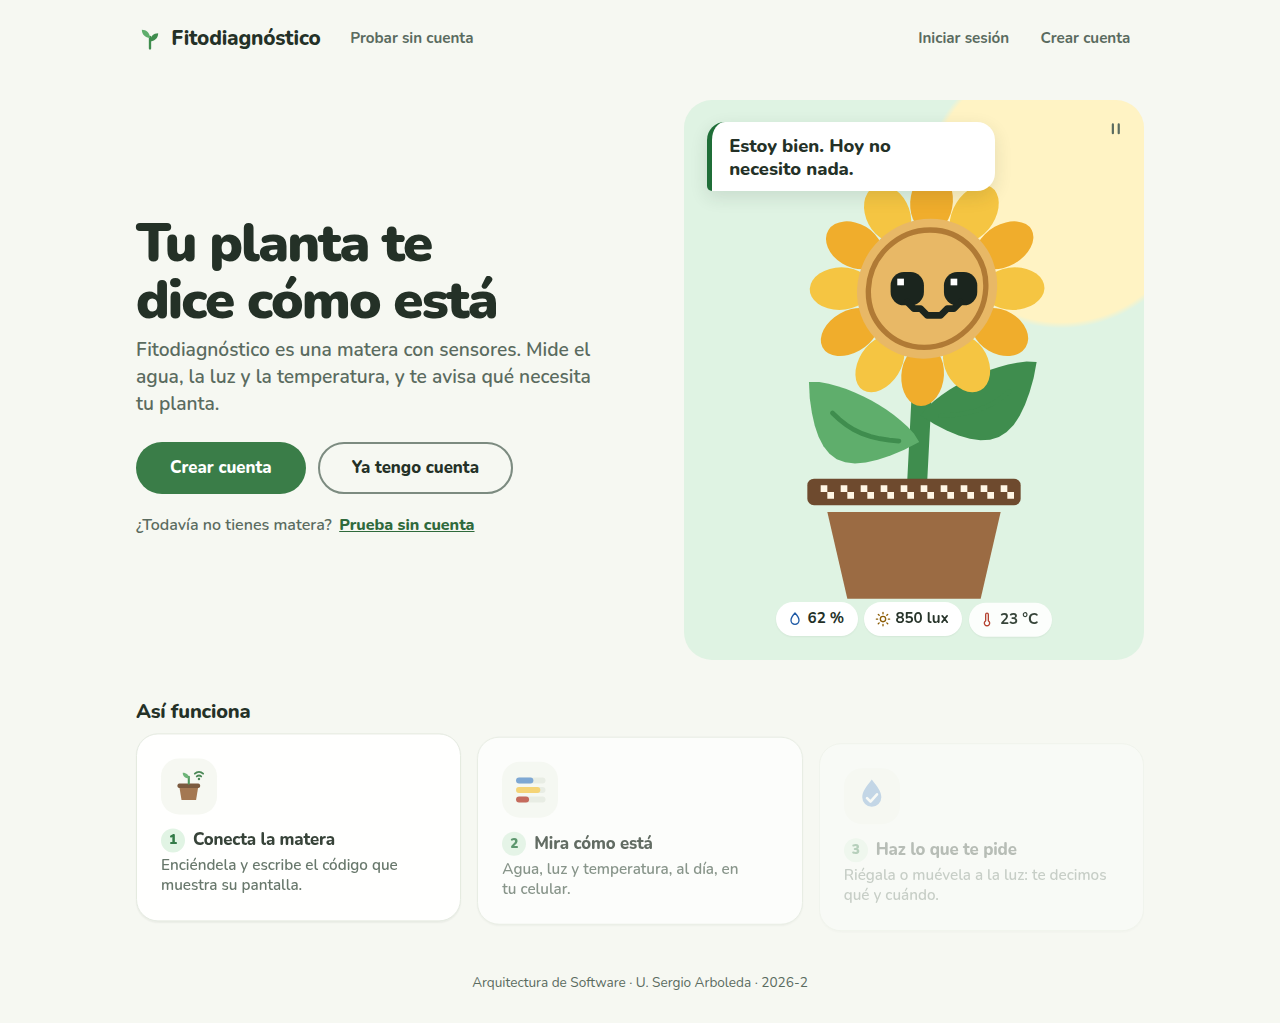 Fitodiagnóstico
Probar sin cuenta
Iniciar sesión
Crear cuenta
Estoy bien. Hoy no
necesito nada.
Tu planta te
dice cómo está
Fitodiagnóstico es una matera con sensores. Mide el
agua, la luz y la temperatura, y te avisa qué necesita
tu planta.
Crear cuenta
Ya tengo cuenta
¿Todavía no tienes matera? Prueba sin cuenta
62 %
850 lux
23 °C
Así funciona
1 Conecta la matera
Enciéndela y escribe el código que
muestra su pantalla.
2 Mira cómo está
Agua, luz y temperatura, al día, en
tu celular.
3 Haz lo que te pide
Riégala o muévela a la luz: te decimos
qué y cuándo.
Arquitectura de Software · U. Sergio Arboleda · 2026-2